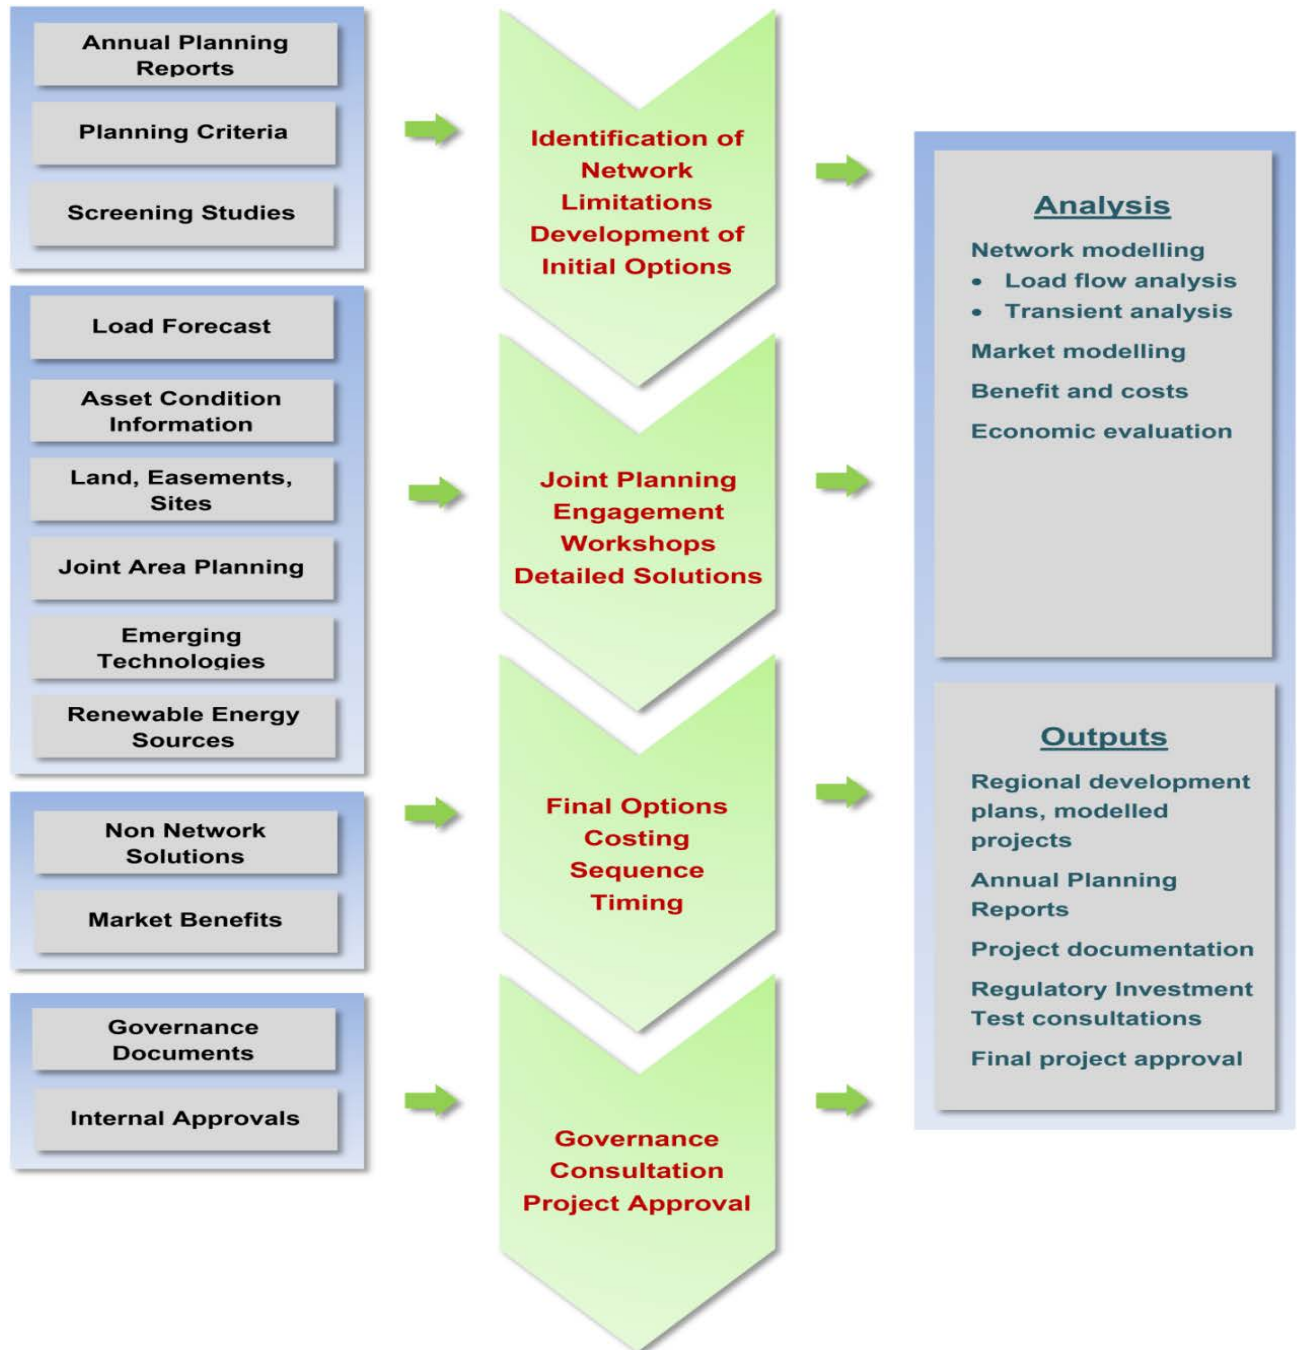 Annual Planning
Reports
Planning Criteria
Screening Studies
Load Forecast
Asset Condition
Information
Land, Easements,
Sites
Joint Area Planning
Emerging
Technologies
Renewable Energy
Sources
Non Network
Solutions
Market Benefits
Governance
Documents
Internal Approvals
Identification of
Network
Limitations
Development of
Initial Options
Joint Planning
Engagement
Workshops
Detailed Solutions
Final Options
Costing
Sequence
Timing
Governance
Consultation
Project Approval
Analysis
Network modelling
• Load flow analysis
• Transient analysis
Market modelling
Benefit and costs
Economic evaluation
Outputs
Regional development
plans, modelled
projects
Annual Planning
Reports
Project documentation
Regulatory Investment
Test consultations
Final project approval